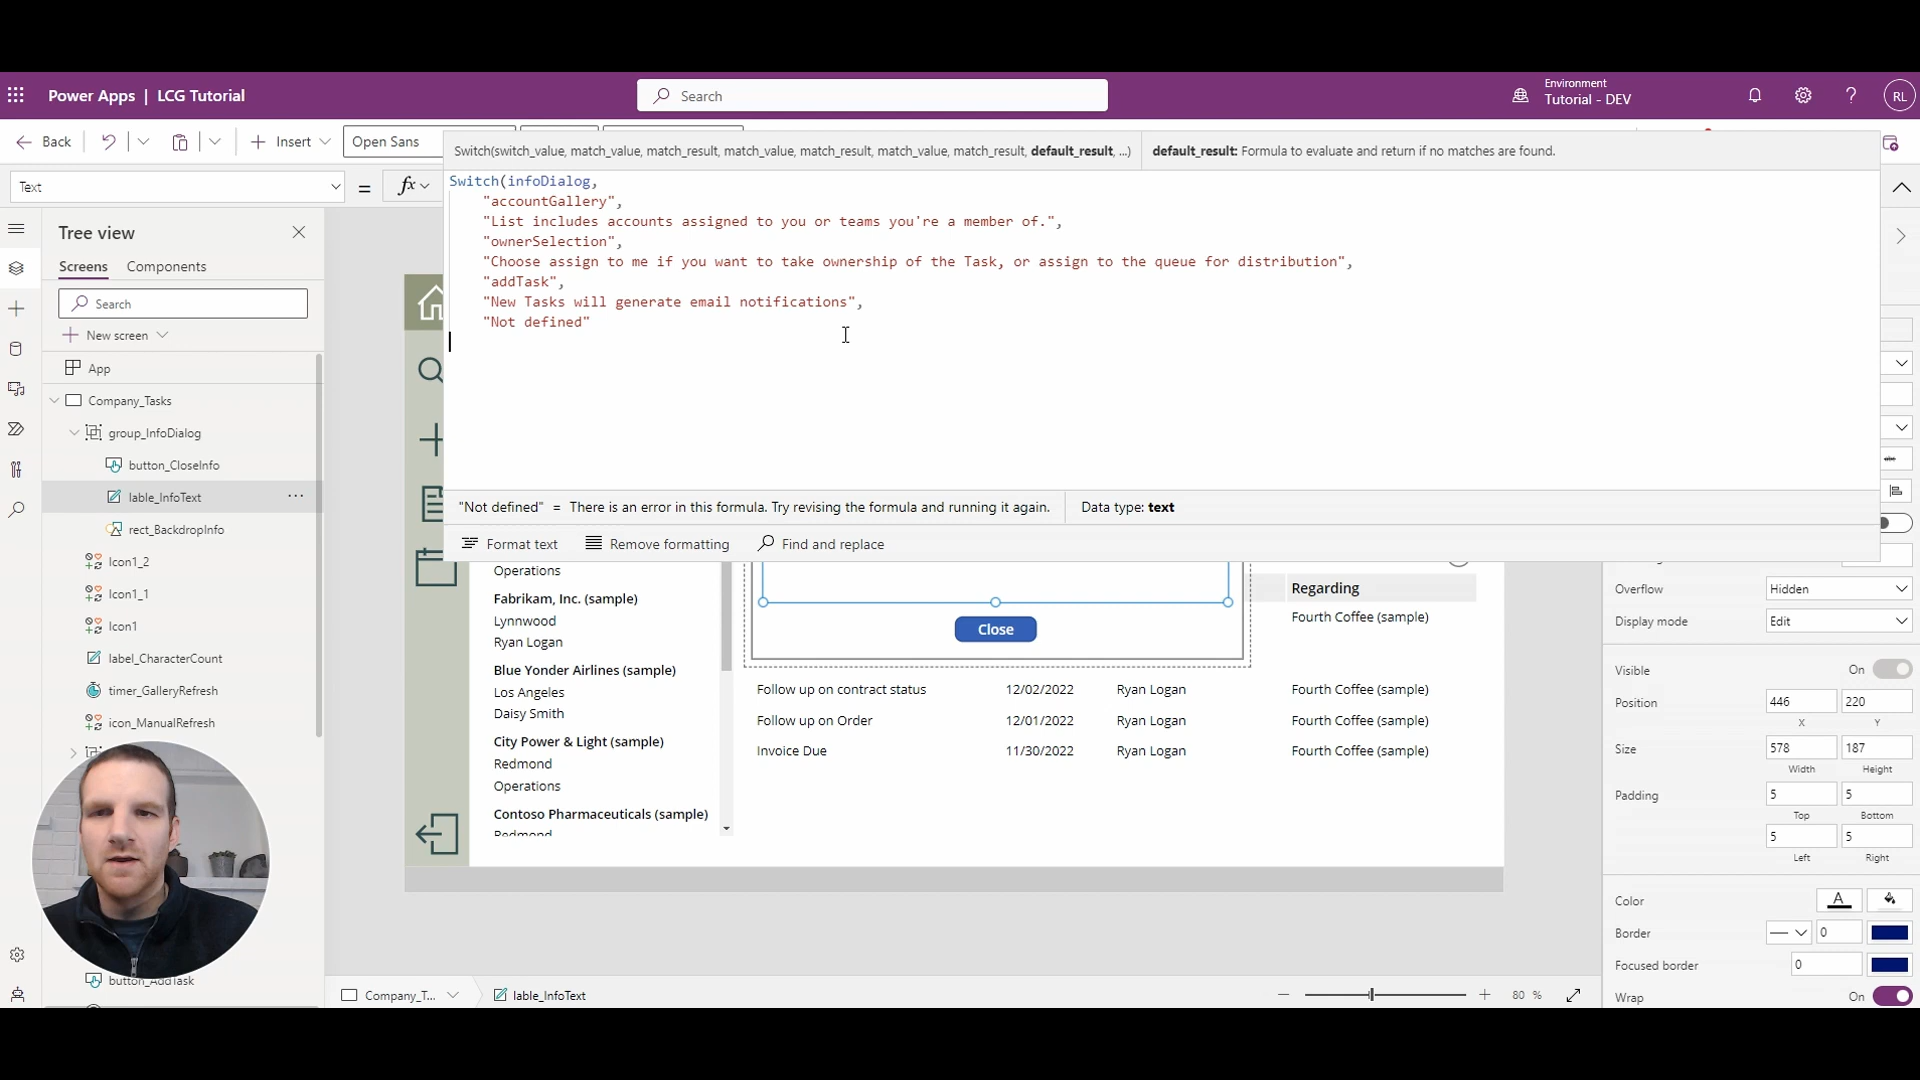 Power Apps | LCG Tutorial
Search
Environment
Tutorial - DEV
RL
Back
Insert
Open Sans
Switch(switch_value, match_value, match_result, match_value, match_result, match_value, match_result, default_result, ...)
default_result: Formula to evaluate and return if no matches are found.
Text
=
fx
Switch(infoDialog,
"accountGallery",
"List includes accounts assigned to you or teams you're a member of.",
"ownerSelection",
"Choose assign to me if you want to take ownership of the Task, or assign to the queue for distribution",
"addTask",
"New Tasks will generate email notifications",
"Not defined"
"Not defined" = There is an error in this formula. Try revising the formula and running it again.
Data type: text
Format text
Remove formatting
Find and replace
Tree view
Screens
Components
Search
New screen
App
Company_Tasks
group_InfoDialog
button_CloseInfo
lable_InfoText
rect_BackdropInfo
Icon1_2
Icon1_1
Icon1
label_CharacterCount
timer_GalleryRefresh
icon_ManualRefresh
button_AddTask
Operations
Fabrikam, Inc. (sample)
Lynnwood
Ryan Logan
Blue Yonder Airlines (sample)
Los Angeles
Daisy Smith
City Power & Light (sample)
Redmond
Operations
Contoso Pharmaceuticals (sample)
Redmond
Close
Regarding
Fourth Coffee (sample)
Follow up on contract status 12/02/2022 Ryan Logan Fourth Coffee (sample)
Follow up on Order 12/01/2022 Ryan Logan Fourth Coffee (sample)
Invoice Due 11/30/2022 Ryan Logan Fourth Coffee (sample)
Overflow Hidden
Display mode Edit
Visible On
Position 446 220
X Y
Size 578 187
Width Height
Padding 5 5
Top Bottom
5 5
Left Right
Color A
Border 0
Focused border 0
Wrap On
Company_T...
lable_InfoText
80 %